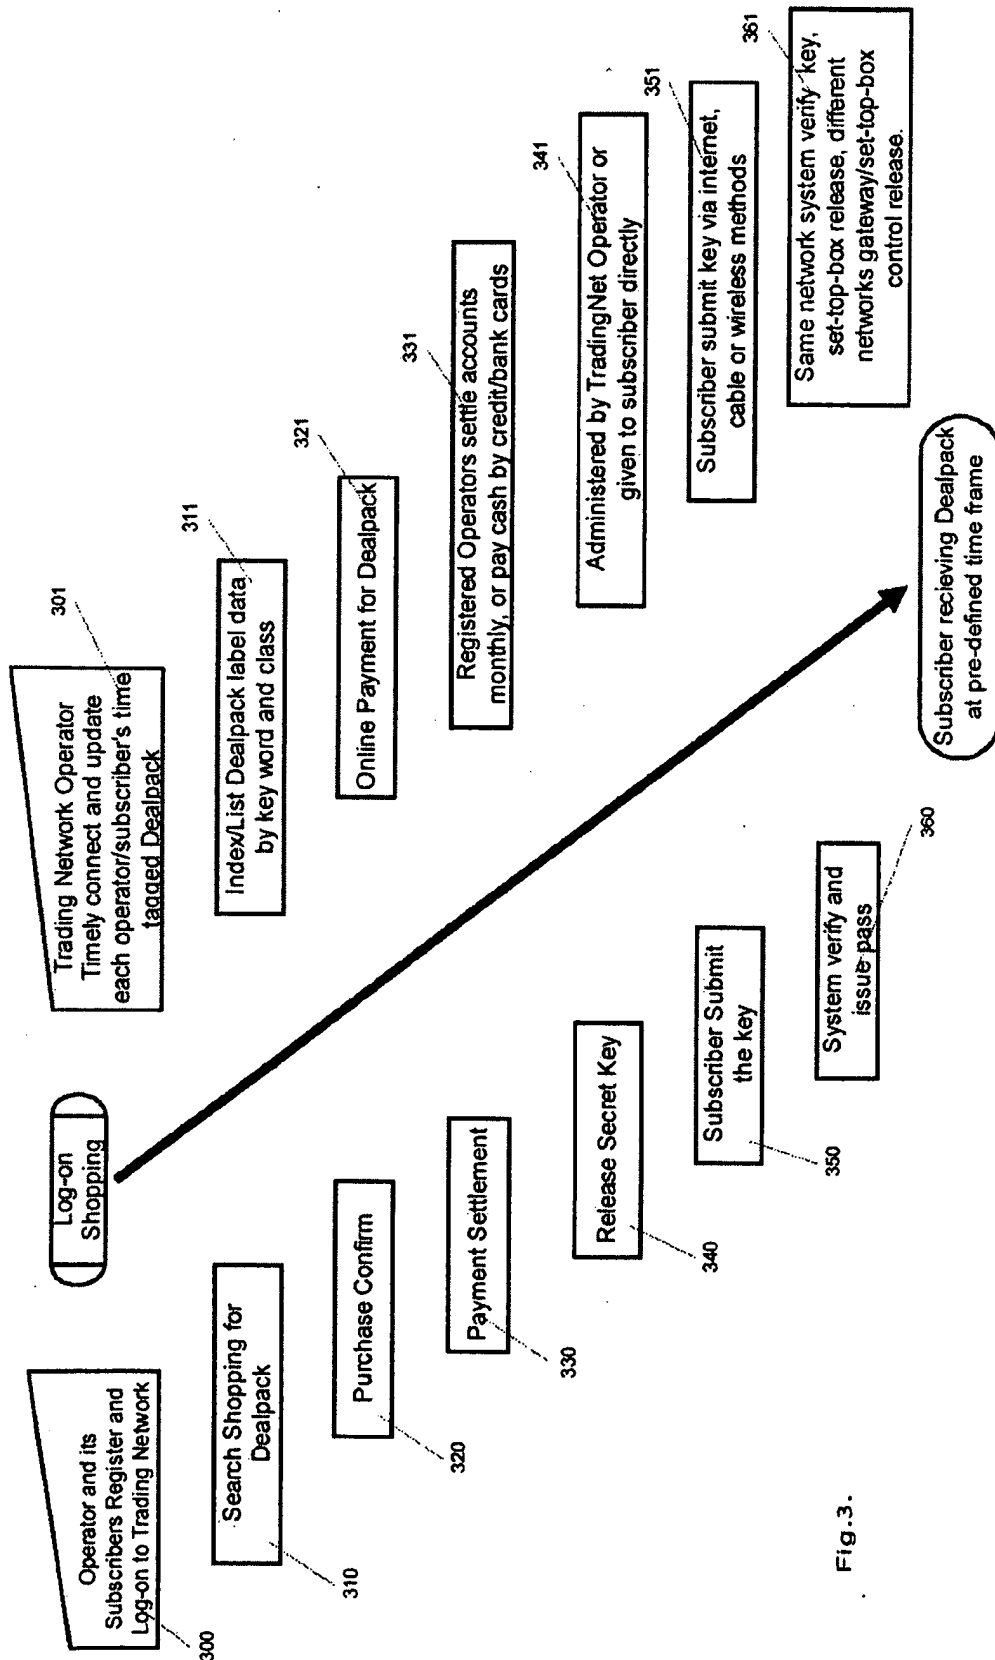 Log-on
Shopping
Operator and its
Subscribers Register and
Log-on to Trading Network
300
Trading Network Operator
Timely connect and update
each operator/subscriber's time
tagged Dealpack
301
Search Shopping for
Dealpack
310
Index/List Dealpack label data
by key word and class
311
Purchase Confirm
320
Online Payment for Dealpack
321
Payment Settlement
330
Registered Operators settle accounts
monthly, or pay cash by credit/bank cards
331
Release Secret Key
340
Administered by TradingNet Operator or
given to subscriber directly
341
Subscriber Submit
the key
350
Subscriber submit key via internet,
cable or wireless methods
351
System verify and
issue pass
360
Same network system verify key,
set-top-box release, different
networks gateway/set-top-box
control release.
361
Subscriber recieving Dealpack
at pre-defined time frame
Fig.3.